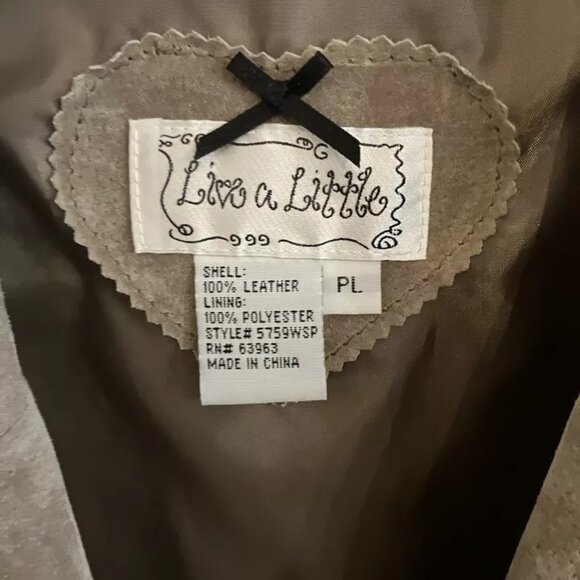 Live a Little
SHELL:
100% LEATHER
LINING:
100% POLYESTER
STYLE# 5759WSP
RN# 63963
MADE IN CHINA
PL